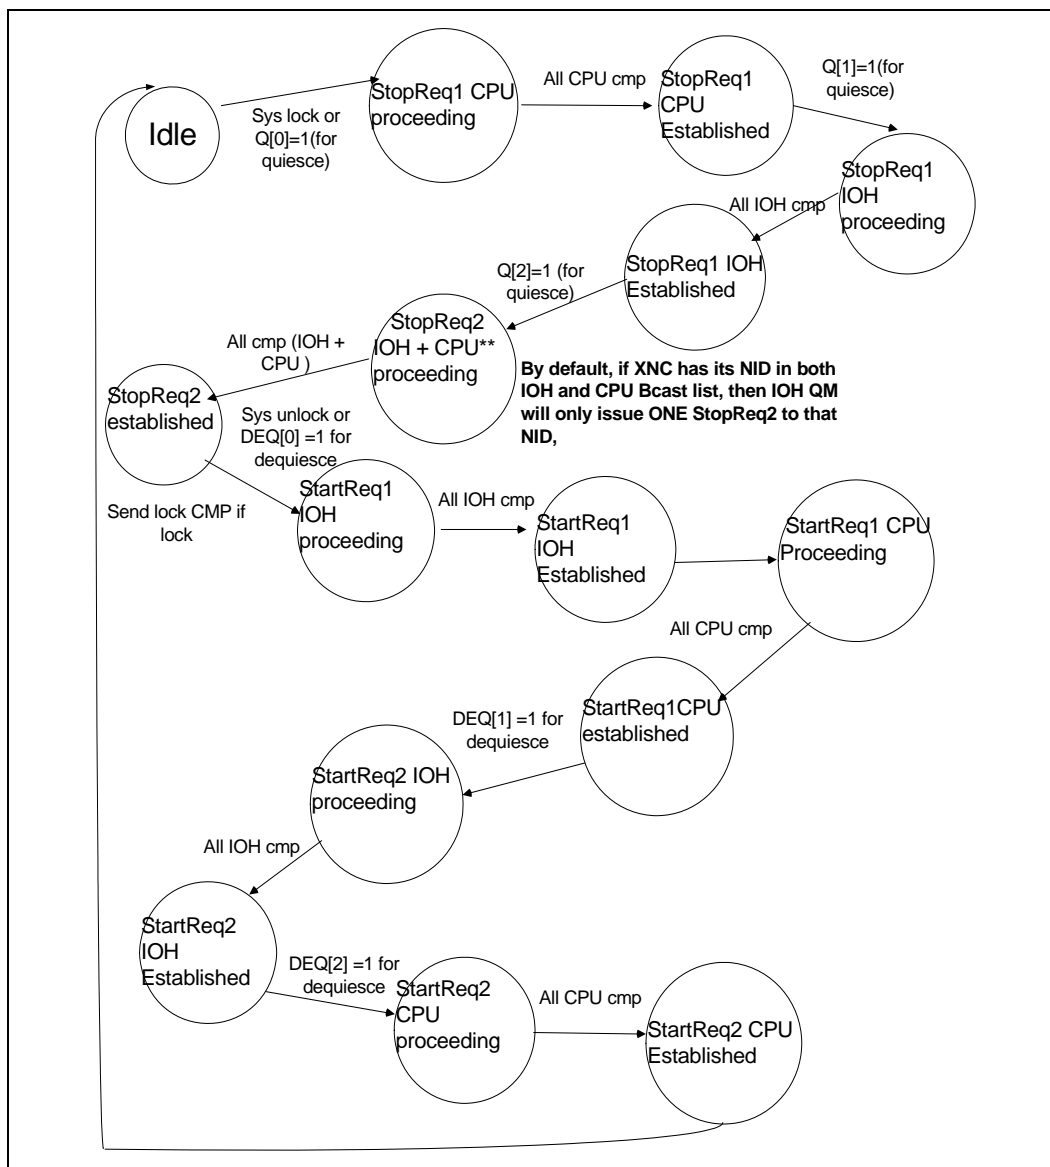 Idle
Sys lock or
Q[0]=1(for
quiesce)
StopReq1 CPU
proceeding
All CPU cmp
StopReq1
CPU
Established
Q[1]=1(for
quiesce)
StopReq1
IOH
proceeding
All IOH cmp
StopReq1 IOH
Established
Q[2]=1 (for
quiesce)
StopReq2
IOH + CPU**
proceeding
By default, if XNC has its NID in both
IOH and CPU Bcast list, then IOH QM
will only issue ONE StopReq2 to that
NID,
All cmp (IOH +
CPU )
StopReq2
established
Sys unlock or
DEQ[0] =1 for
dequiesce
Send lock CMP if
lock
StartReq1
IOH
proceeding
All IOH cmp
StartReq1
IOH
Established
StartReq1 CPU
Proceeding
All CPU cmp
StartReq1CPU
established
DEQ[1] =1 for
dequiesce
StartReq2 IOH
proceeding
All IOH cmp
StartReq2
IOH
Established
DEQ[2] =1 for
dequiesce
StartReq2
CPU
proceeding
All CPU cmp
StartReq2 CPU
Established